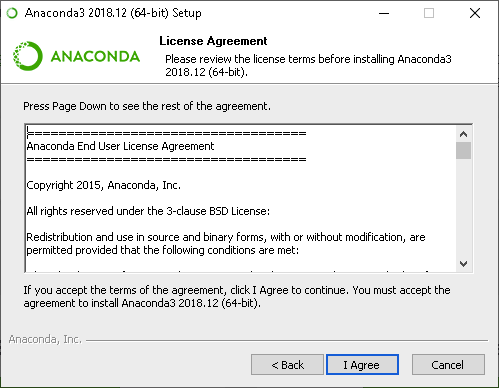 Anaconda3 2018.12 (64-bit) Setup
ANACONDA
License Agreement
Please review the license terms before installing Anaconda3
2018.12 (64-bit).
Press Page Down to see the rest of the agreement.
===================================
Anaconda End User License Agreement
===================================
Copyright 2015, Anaconda, Inc.
All rights reserved under the 3-clause BSD License:
Redistribution and use in source and binary forms, with or without modification, are
permitted provided that the following conditions are met:
If you accept the terms of the agreement, click I Agree to continue. You must accept the
agreement to install Anaconda3 2018.12 (64-bit).
Anaconda, Inc.
< Back
I Agree
Cancel